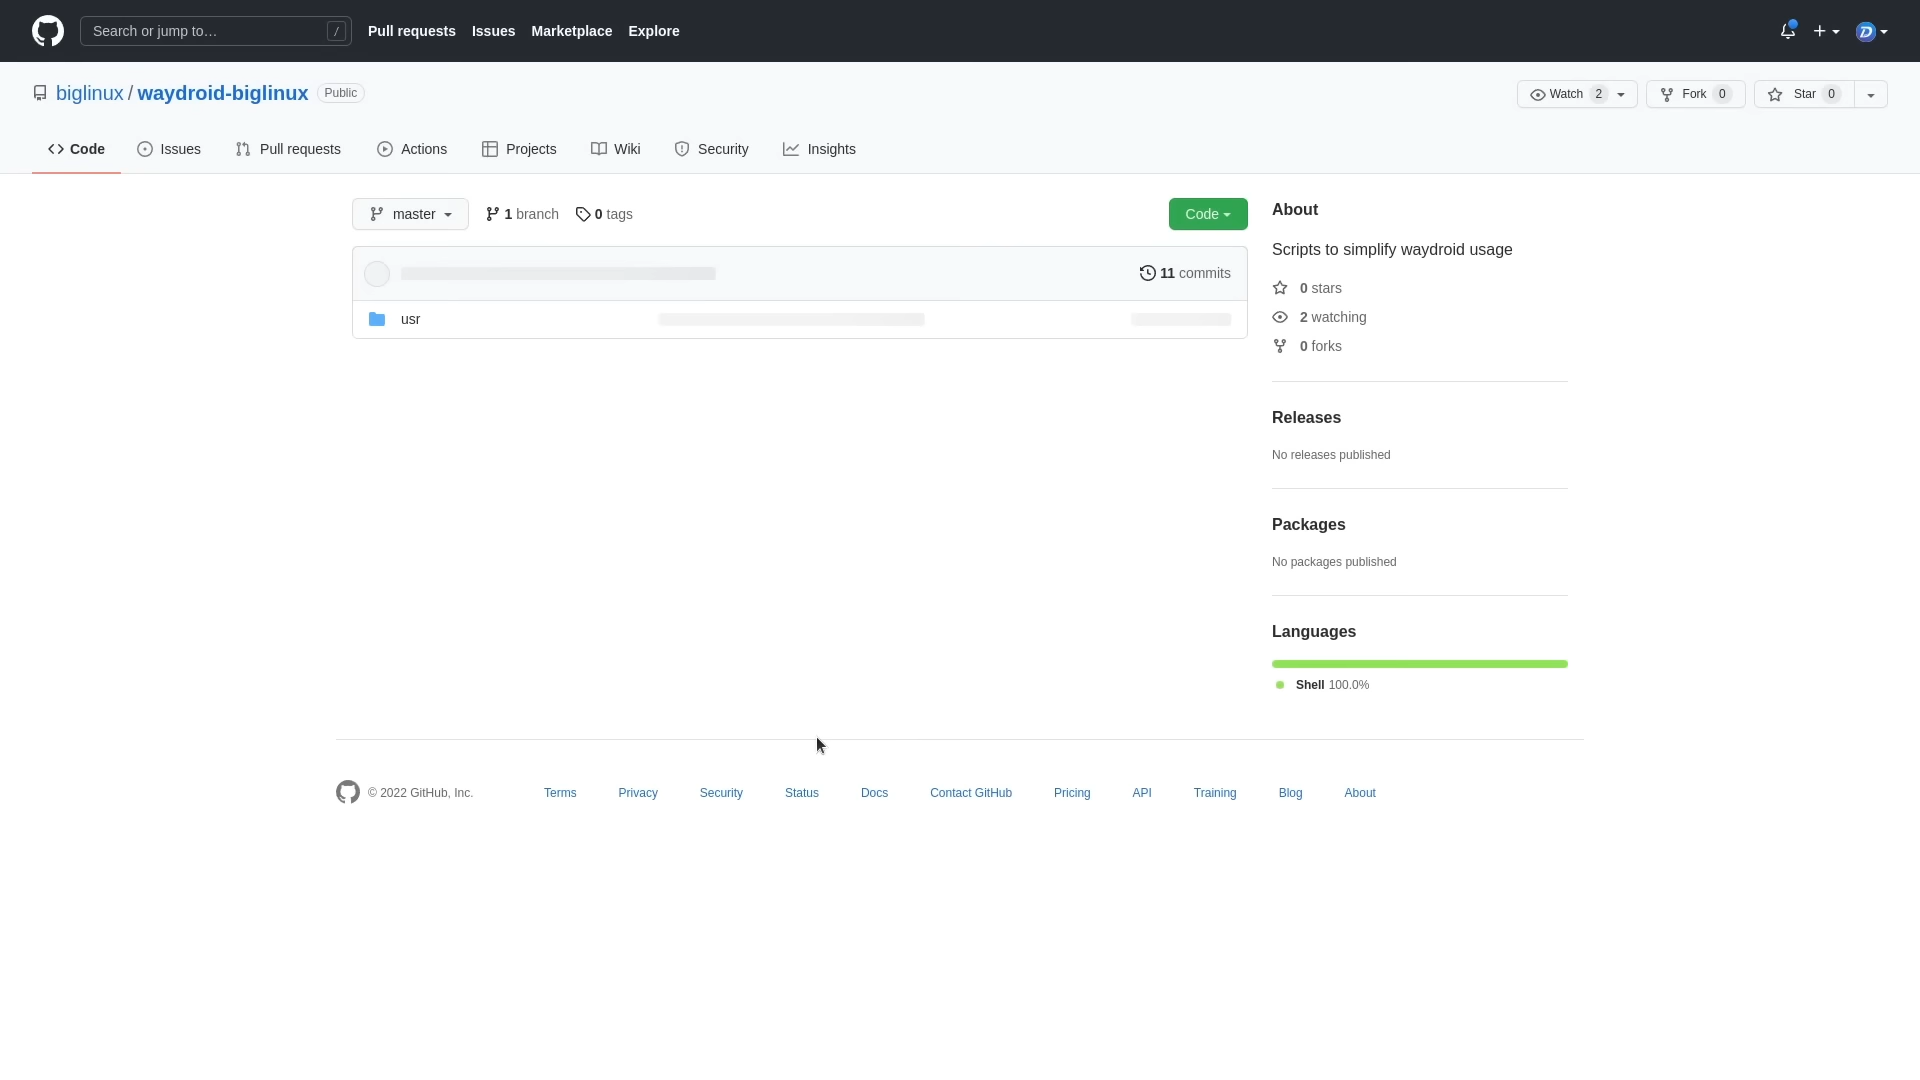 Search or jump to… /
Pull requests Issues Marketplace Explore
biglinux / waydroid-biglinux Public
Watch 2 Fork 0 Star 0
Code Issues Pull requests Actions Projects Wiki Security Insights
master 1 branch 0 tags Code
11 commits
usr
About
Scripts to simplify waydroid usage
0 stars
2 watching
0 forks
Releases
No releases published
Packages
No packages published
Languages
Shell 100.0%
© 2022 GitHub, Inc. Terms Privacy Security Status Docs Contact GitHub Pricing API Training Blog About